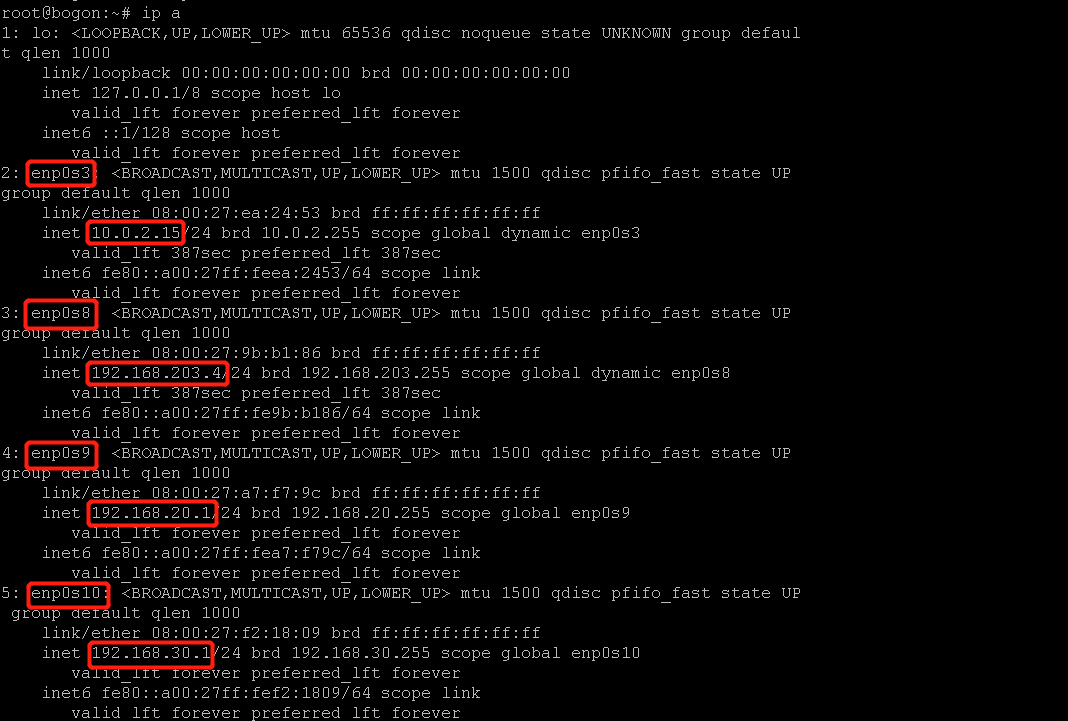 root@bogon:~# ip a
1: lo: <LOOPBACK,UP,LOWER_UP> mtu 65536 qdisc noqueue state UNKNOWN group defaul
t qlen 1000
    link/loopback 00:00:00:00:00:00 brd 00:00:00:00:00:00
    inet 127.0.0.1/8 scope host lo
       valid_lft forever preferred_lft forever
    inet6 ::1/128 scope host
       valid_lft forever preferred_lft forever
2: enp0s3: <BROADCAST,MULTICAST,UP,LOWER_UP> mtu 1500 qdisc pfifo_fast state UP
group default qlen 1000
    link/ether 08:00:27:ea:24:53 brd ff:ff:ff:ff:ff:ff
    inet 10.0.2.15/24 brd 10.0.2.255 scope global dynamic enp0s3
       valid_lft 387sec preferred_lft 387sec
    inet6 fe80::a00:27ff:feea:2453/64 scope link
       valid_lft forever preferred_lft forever
3: enp0s8: <BROADCAST,MULTICAST,UP,LOWER_UP> mtu 1500 qdisc pfifo_fast state UP
group default qlen 1000
    link/ether 08:00:27:9b:b1:86 brd ff:ff:ff:ff:ff:ff
    inet 192.168.203.4/24 brd 192.168.203.255 scope global dynamic enp0s8
       valid_lft 387sec preferred_lft 387sec
    inet6 fe80::a00:27ff:fe9b:b186/64 scope link
       valid_lft forever preferred_lft forever
4: enp0s9: <BROADCAST,MULTICAST,UP,LOWER_UP> mtu 1500 qdisc pfifo_fast state UP
group default qlen 1000
    link/ether 08:00:27:a7:f7:9c brd ff:ff:ff:ff:ff:ff
    inet 192.168.20.1/24 brd 192.168.20.255 scope global enp0s9
       valid_lft forever preferred_lft forever
    inet6 fe80::a00:27ff:fea7:f79c/64 scope link
       valid_lft forever preferred_lft forever
5: enp0s10: <BROADCAST,MULTICAST,UP,LOWER_UP> mtu 1500 qdisc pfifo_fast state UP
 group default qlen 1000
    link/ether 08:00:27:f2:18:09 brd ff:ff:ff:ff:ff:ff
    inet 192.168.30.1/24 brd 192.168.30.255 scope global enp0s10
       valid_lft forever preferred_lft forever
    inet6 fe80::a00:27ff:fef2:1809/64 scope link
       valid_lft forever preferred_lft forever